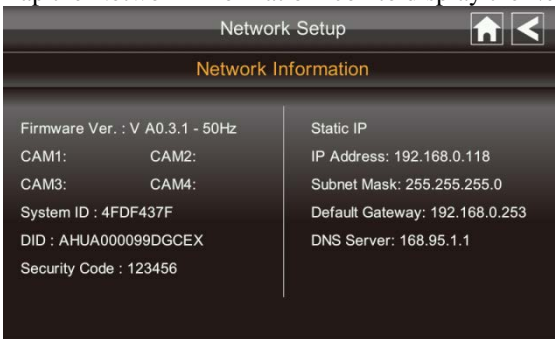 Network Setup
Network Information
Firmware Ver. : V A0.3.1 - 50Hz
CAM1: CAM2:
CAM3: CAM4:
System ID : 4FDF437F
DID : AHUA000099DGCEX
Security Code : 123456
Static IP
IP Address: 192.168.0.118
Subnet Mask: 255.255.255.0
Default Gateway: 192.168.0.253
DNS Server: 168.95.1.1